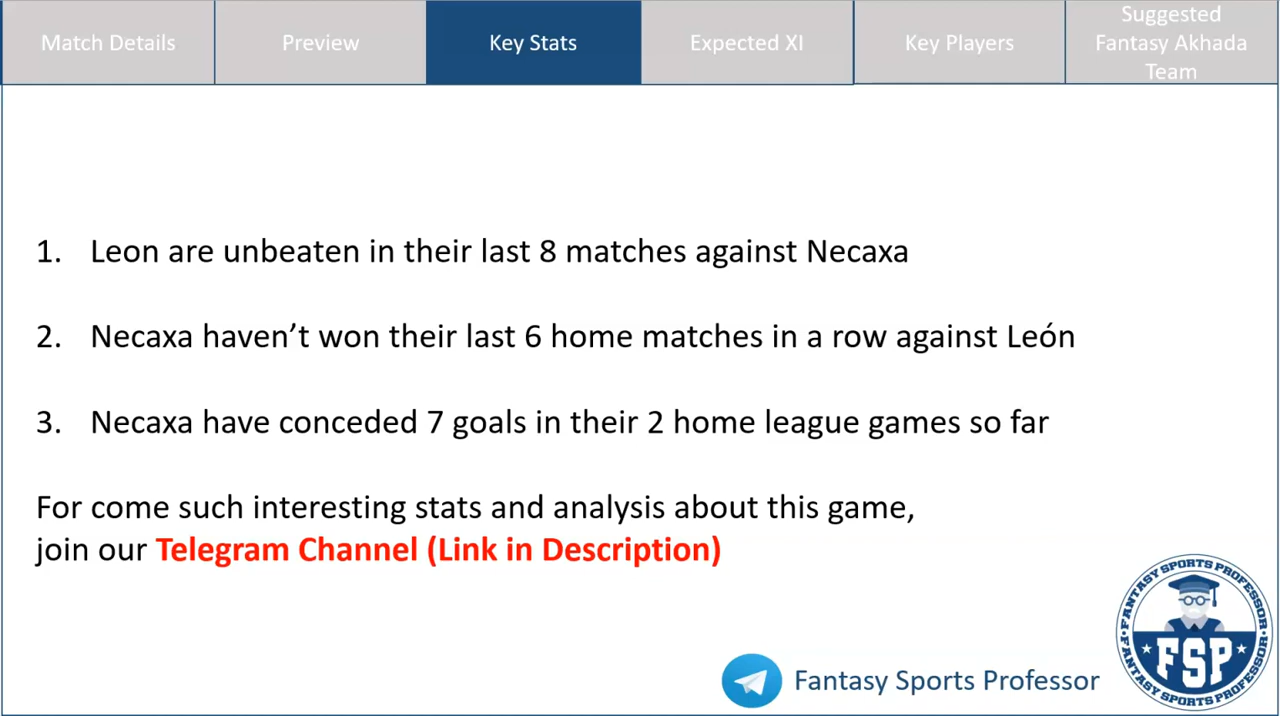 Match Details
Preview
Key Stats
Expected XI
Key Players
Suggested
Fantasy Akhada
Team
1. Leon are unbeaten in their last 8 matches against Necaxa
2. Necaxa haven’t won their last 6 home matches in a row against León
3. Necaxa have conceded 7 goals in their 2 home league games so far
For come such interesting stats and analysis about this game,
join our Telegram Channel (Link in Description)
Fantasy Sports Professor
FANTASY SPORTS PROFESSOR
FSP
FANTASY SPORTS PROFESSOR